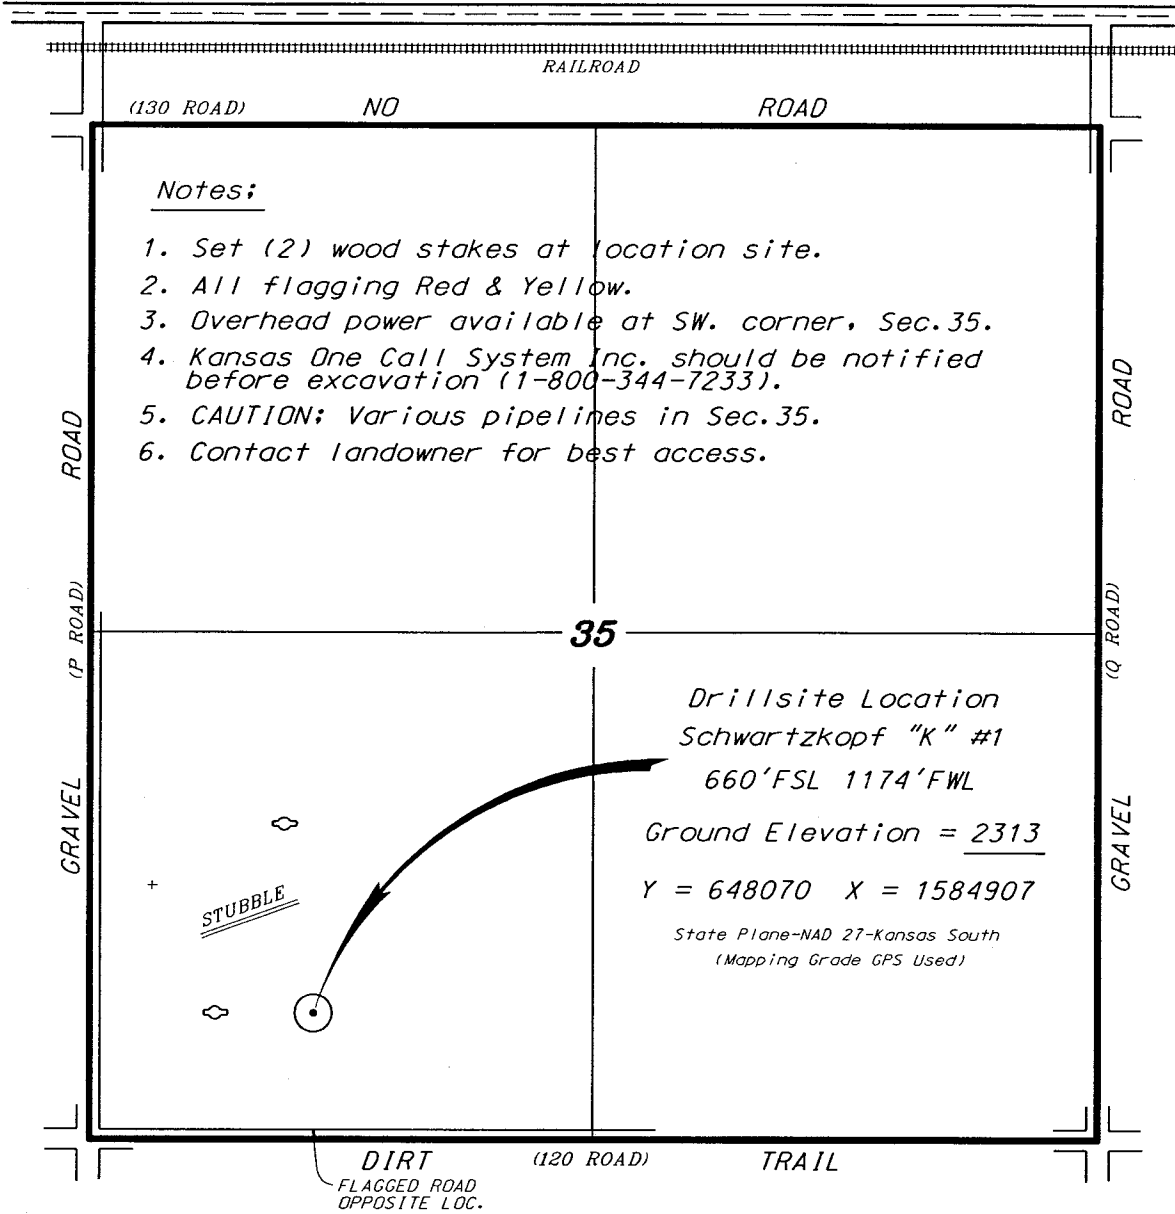 RAILROAD
(130 ROAD) NO ROAD
Notes:
1. Set (2) wood stakes at location site.
2. All flagging Red & Yellow.
3. Overhead power available at SW. corner, Sec.35.
4. Kansas One Call System Inc. should be notified
before excavation (1-800-344-7233).
5. CAUTION: Various pipelines in Sec.35.
6. Contact landowner for best access.
ROAD
(P ROAD)
GRAVEL
ROAD
(Q ROAD)
GRAVEL
35
Drillsite Location
Schwartzkopf "K" #1
660'FSL 1174'FWL
Ground Elevation = 2313
Y = 648070 X = 1584907
State Plane-NAD 27-Kansas South
(Mapping Grade GPS Used)
STUBBLE
DIRT (120 ROAD) TRAIL
FLAGGED ROAD
OPPOSITE LOC.